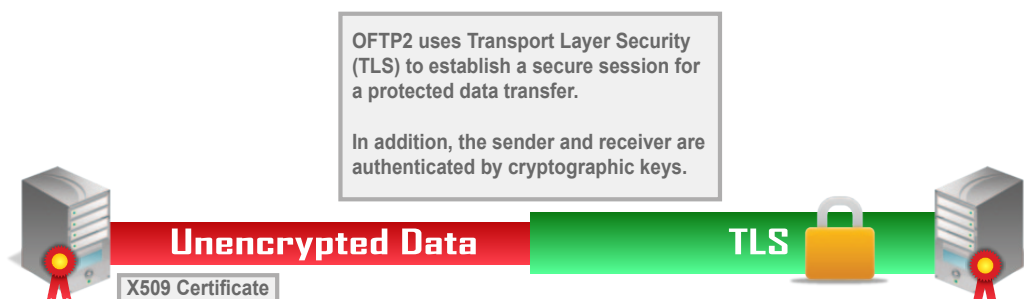 OFTP2 uses Transport Layer Security
(TLS) to establish a secure session for
a protected data transfer.
In addition, the sender and receiver are
authenticated by cryptographic keys.
Unencrypted Data
TLS
X509 Certificate